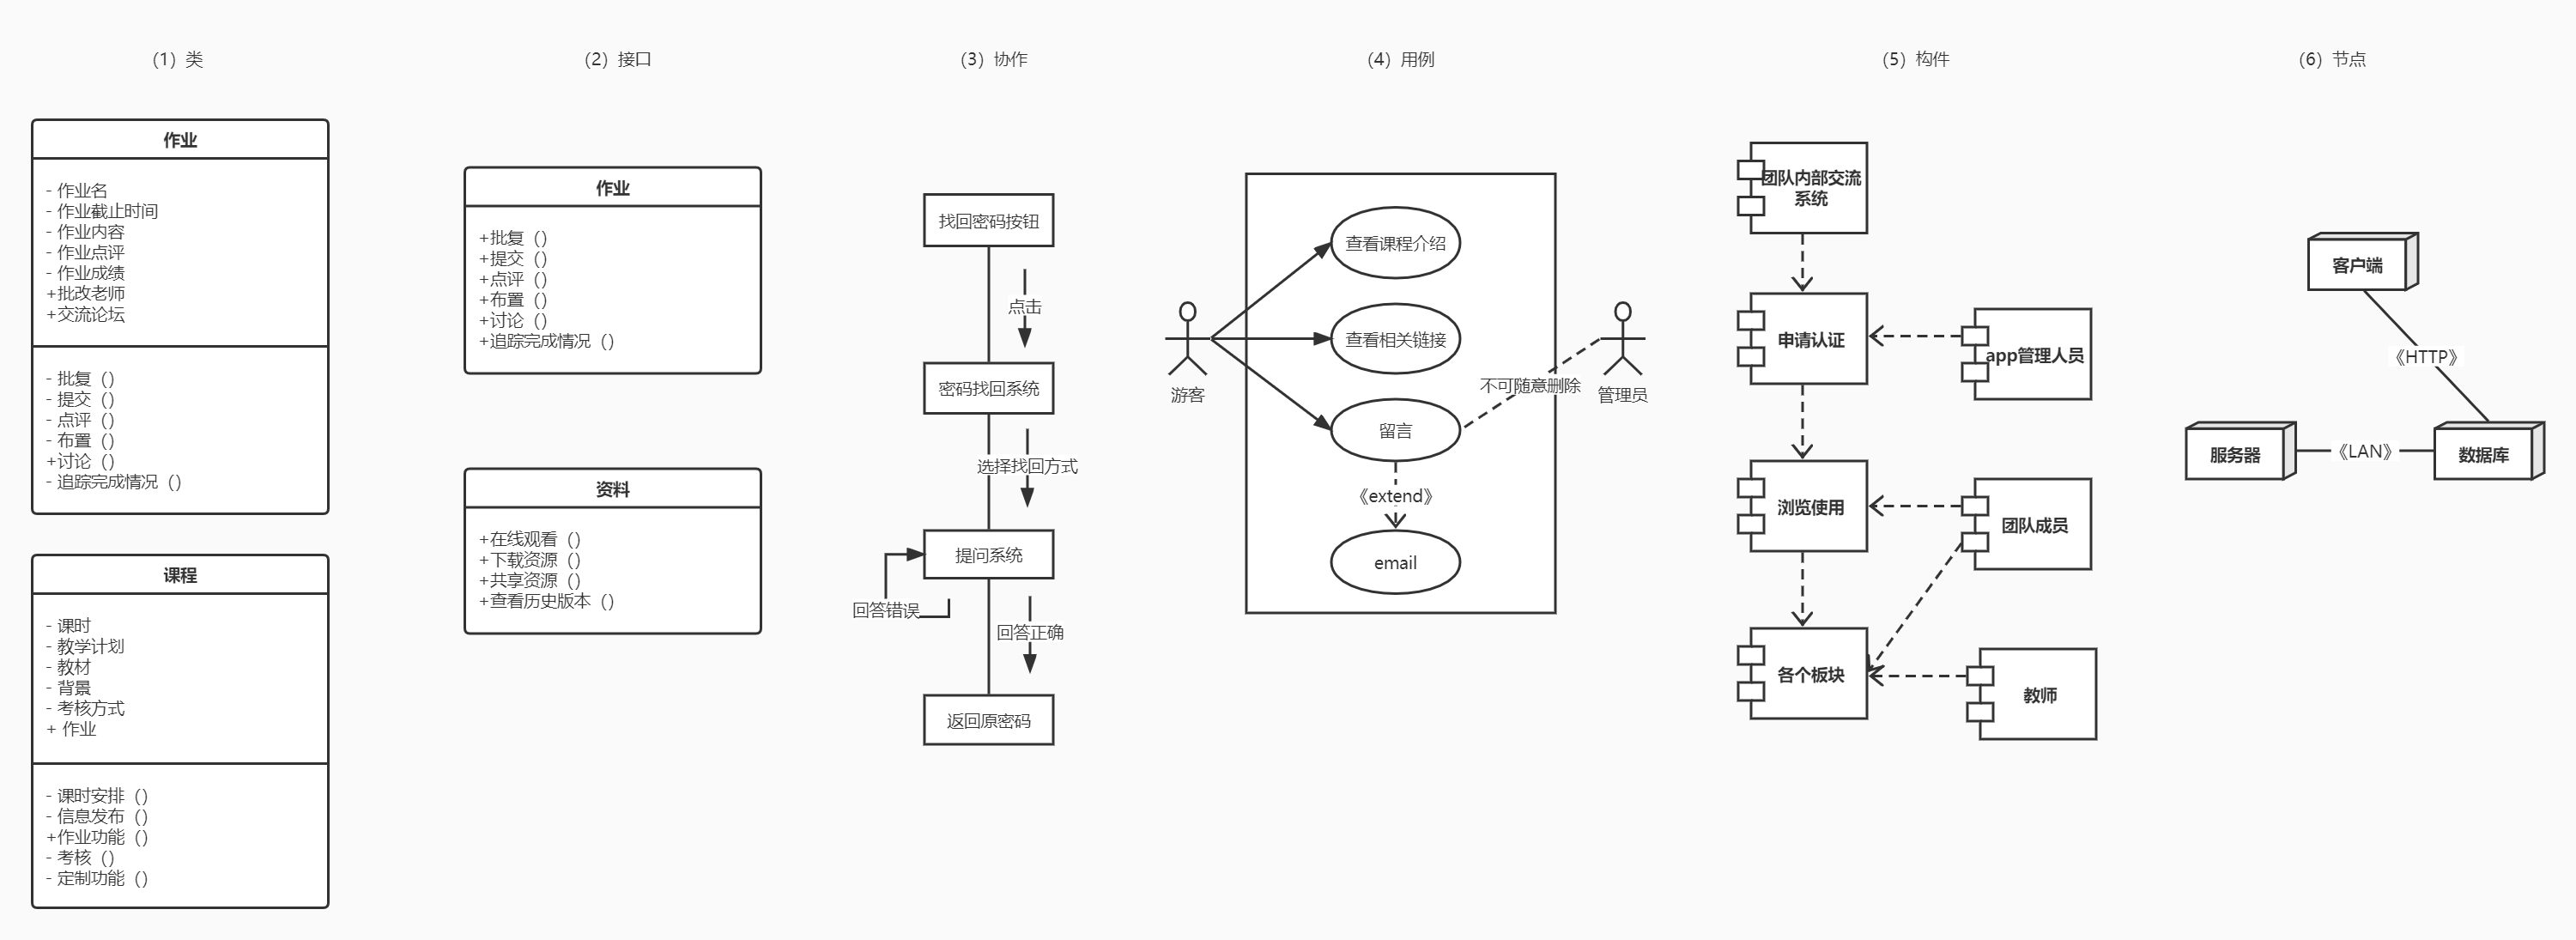 （1）类
作业
- 作业名
- 作业截止时间
- 作业内容
- 作业点评
- 作业成绩
+批改老师
+交流论坛
- 批复（）
- 提交（）
- 点评（）
- 布置（）
+讨论（）
- 追踪完成情况（）
课程
- 课时
- 教学计划
- 教材
- 背景
- 考核方式
+ 作业
- 课时安排（）
- 信息发布（）
+作业功能（）
- 考核（）
- 定制功能（）
（2）接口
作业
+批复（）
+提交（）
+点评（）
+布置（）
+讨论（）
+追踪完成情况（）
资料
+在线观看（）
+下载资源（）
+共享资源（）
+查看历史版本（）
（3）协作
找回密码按钮
点击
密码找回系统
选择找回方式
提问系统
回答错误
回答正确
返回原密码
（4）用例
查看课程介绍
查看相关链接
留言
《extend》
email
游客
不可随意删除
管理员
（5）构件
团队内部交流
系统
申请认证
app管理人员
浏览使用
团队成员
各个板块
教师
（6）节点
客户端
《HTTP》
服务器
《LAN》
数据库